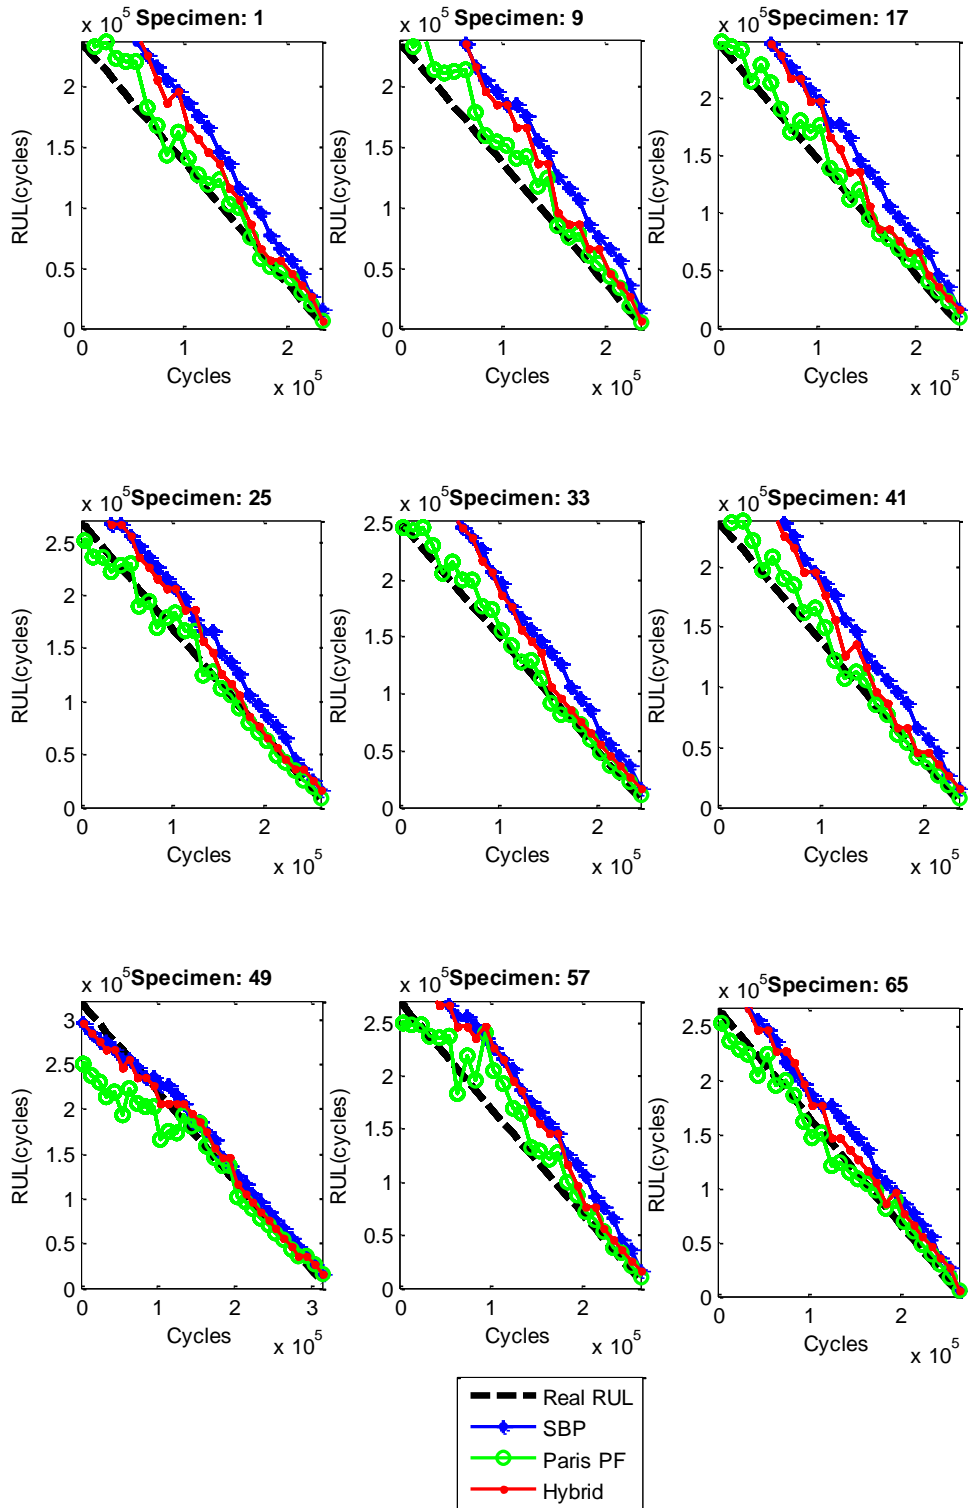 x 10^5 Specimen: 1
RUL(cycles)
2
1.5
1
0.5
0
0 1 2
Cycles
x 10^5
x 10^5 Specimen: 9
RUL(cycles)
2
1.5
1
0.5
0
0 1 2
Cycles
x 10^5
x 10^5 Specimen: 17
RUL(cycles)
2
1.5
1
0.5
0
0 1 2
Cycles
x 10^5
x 10^5 Specimen: 25
RUL(cycles)
2.5
2
1.5
1
0.5
0
0 1 2
Cycles
x 10^5
x 10^5 Specimen: 33
RUL(cycles)
2.5
2
1.5
1
0.5
0
0 1 2
Cycles
x 10^5
x 10^5 Specimen: 41
RUL(cycles)
2
1.5
1
0.5
0
0 1 2
Cycles
x 10^5
x 10^5 Specimen: 49
RUL(cycles)
3
2.5
2
1.5
1
0.5
0
0 1 2 3
Cycles
x 10^5
x 10^5 Specimen: 57
RUL(cycles)
2.5
2
1.5
1
0.5
0
0 1 2
Cycles
x 10^5
x 10^5 Specimen: 65
RUL(cycles)
2.5
2
1.5
1
0.5
0
0 1 2
Cycles
x 10^5
Real RUL
SBP
Paris PF
Hybrid